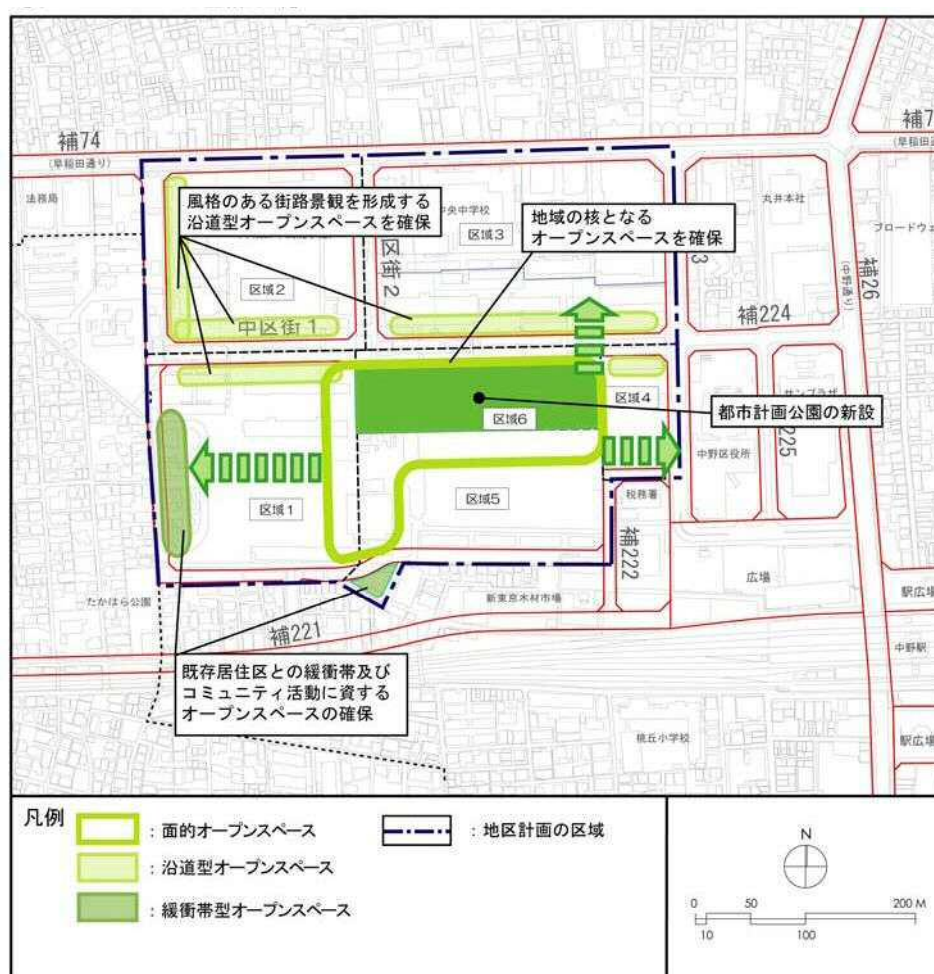 補74
(早稲田通り)
補7
(早稲田通
法務局
風格のある街路景観を形成する
沿道型オープンスペースを確保
央中学校
区域3
地域の核となる
オープンスペースを確保
丸井本社
ブロードウェ
区街2
3
(中野通り)
補26
区域2
中区街1
補224
区域4
サンプラザ
都市計画公園の新設
区域6
中野区役所
225
区域1
区域5
税務署
補222
広場
たかはら公園
新東京木材市場
駅広場
補221
中野駅
既存居住区との緩衝帯及び
コミュニティ活動に資する
オープンスペースの確保
桃丘小学校
駅広場
凡例
:面的オープンスペース
:地区計画の区域
:沿道型オープンスペース
:緩衝帯型オープンスペース
N
0 50 200 M
10 100